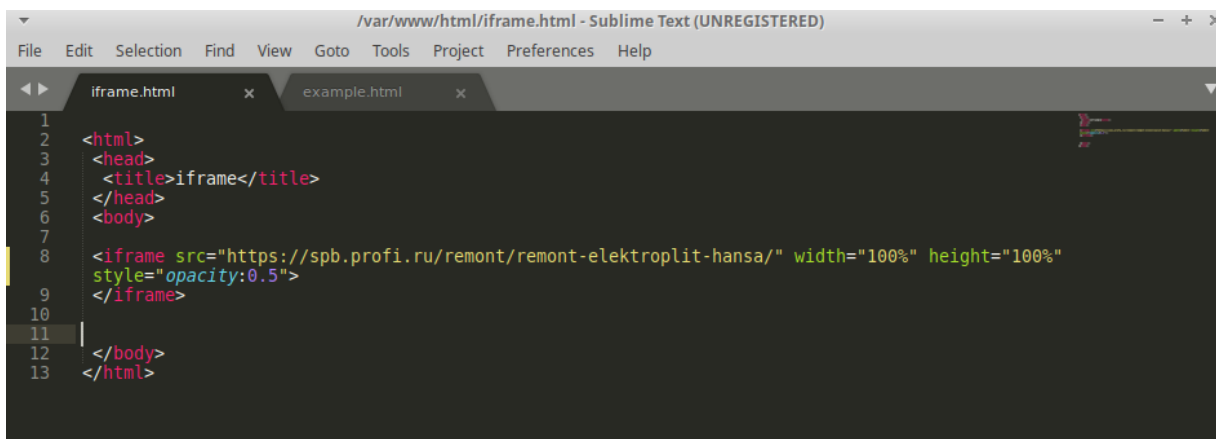 /var/www/html/iframe.html - Sublime Text (UNREGISTERED)
File Edit Selection Find View Goto Tools Project Preferences Help
iframe.html × example.html ×
1
2 <html>
3 <head>
4 <title>iframe</title>
5 </head>
6 <body>
7
8 <iframe src="https://spb.profi.ru/remont/remont-elektroplit-hansa/" width="100%" height="100%"
style="opacity:0.5">
9 </iframe>
10
11
12 </body>
13 </html>